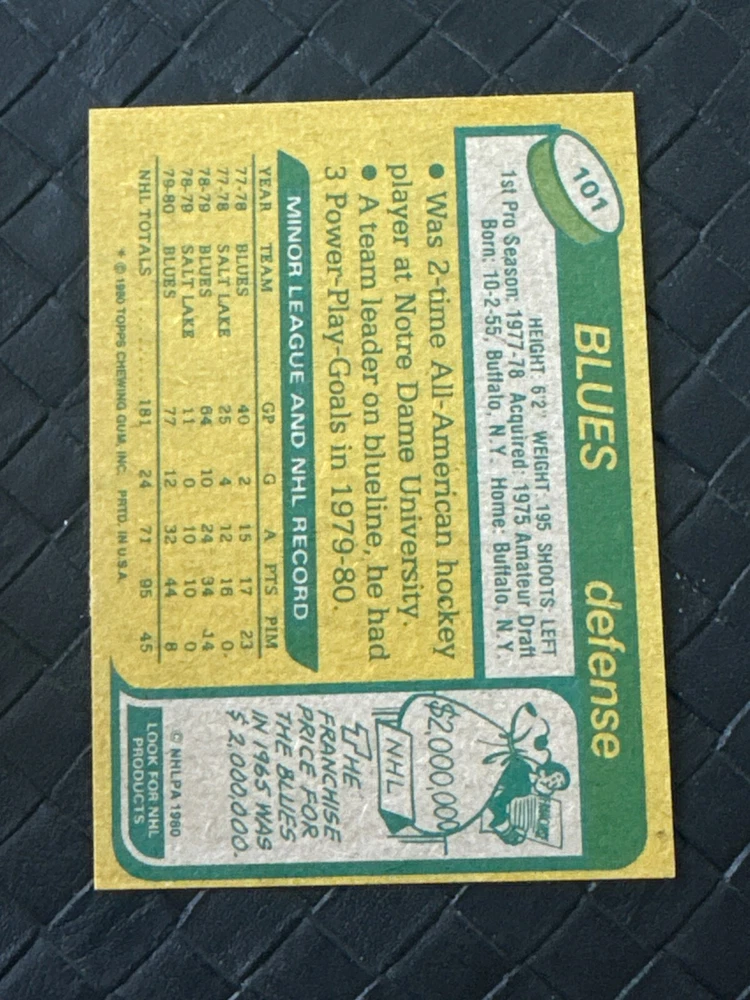 101
BLUES defense
HEIGHT: 6'2" WEIGHT: 195 SHOOTS: LEFT
1st Pro Season: 1977-78 Acquired: 1975 Amateur Draft
Born: 10-2-55, Buffalo, N.Y. Home: Buffalo, N.Y.
● Was 2-time All-American hockey
player at Notre Dame University.
● A team leader on blueline, he had
3 Power-Play-Goals in 1979-80.
MINOR LEAGUE AND NHL RECORD
YEAR TEAM GP G A PTS PIM
77-78 BLUES 40 2 15 17 23
77-78 SALT LAKE 25 4 12 16 0
78-79 BLUES 64 10 24 34 14
78-79 SALT LAKE 11 0 10 10 0
79-80 BLUES 77 12 32 44 8
NHL TOTALS .......... 181 24 71 95 45
* © 1980 TOPPS CHEWING GUM, INC. PRTD. IN U.S.A.
$2,000,000
NHL
THE
FRANCHISE
PRICE FOR
THE BLUES
IN 1965 WAS
$2,000,000.
© NHLPA 1980
LOOK FOR NHL
PRODUCTS